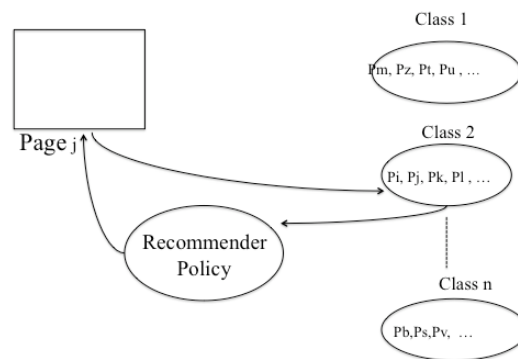 Class 1
Pm, Pz, Pt, Pu , ...
Page j
Class 2
Pi, Pj, Pk, Pl , ...
Recommender
Policy
Class n
Pb,Ps,Pv, ...